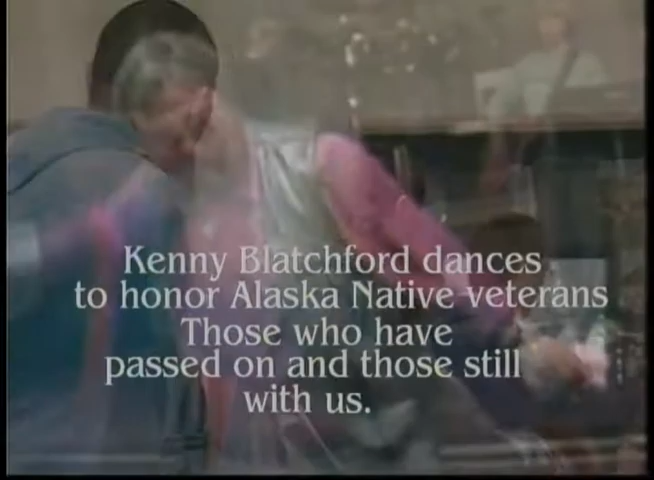 Kenny Blatchford dances
to honor Alaska Native veterans
Those who have
passed on and those still
with us.